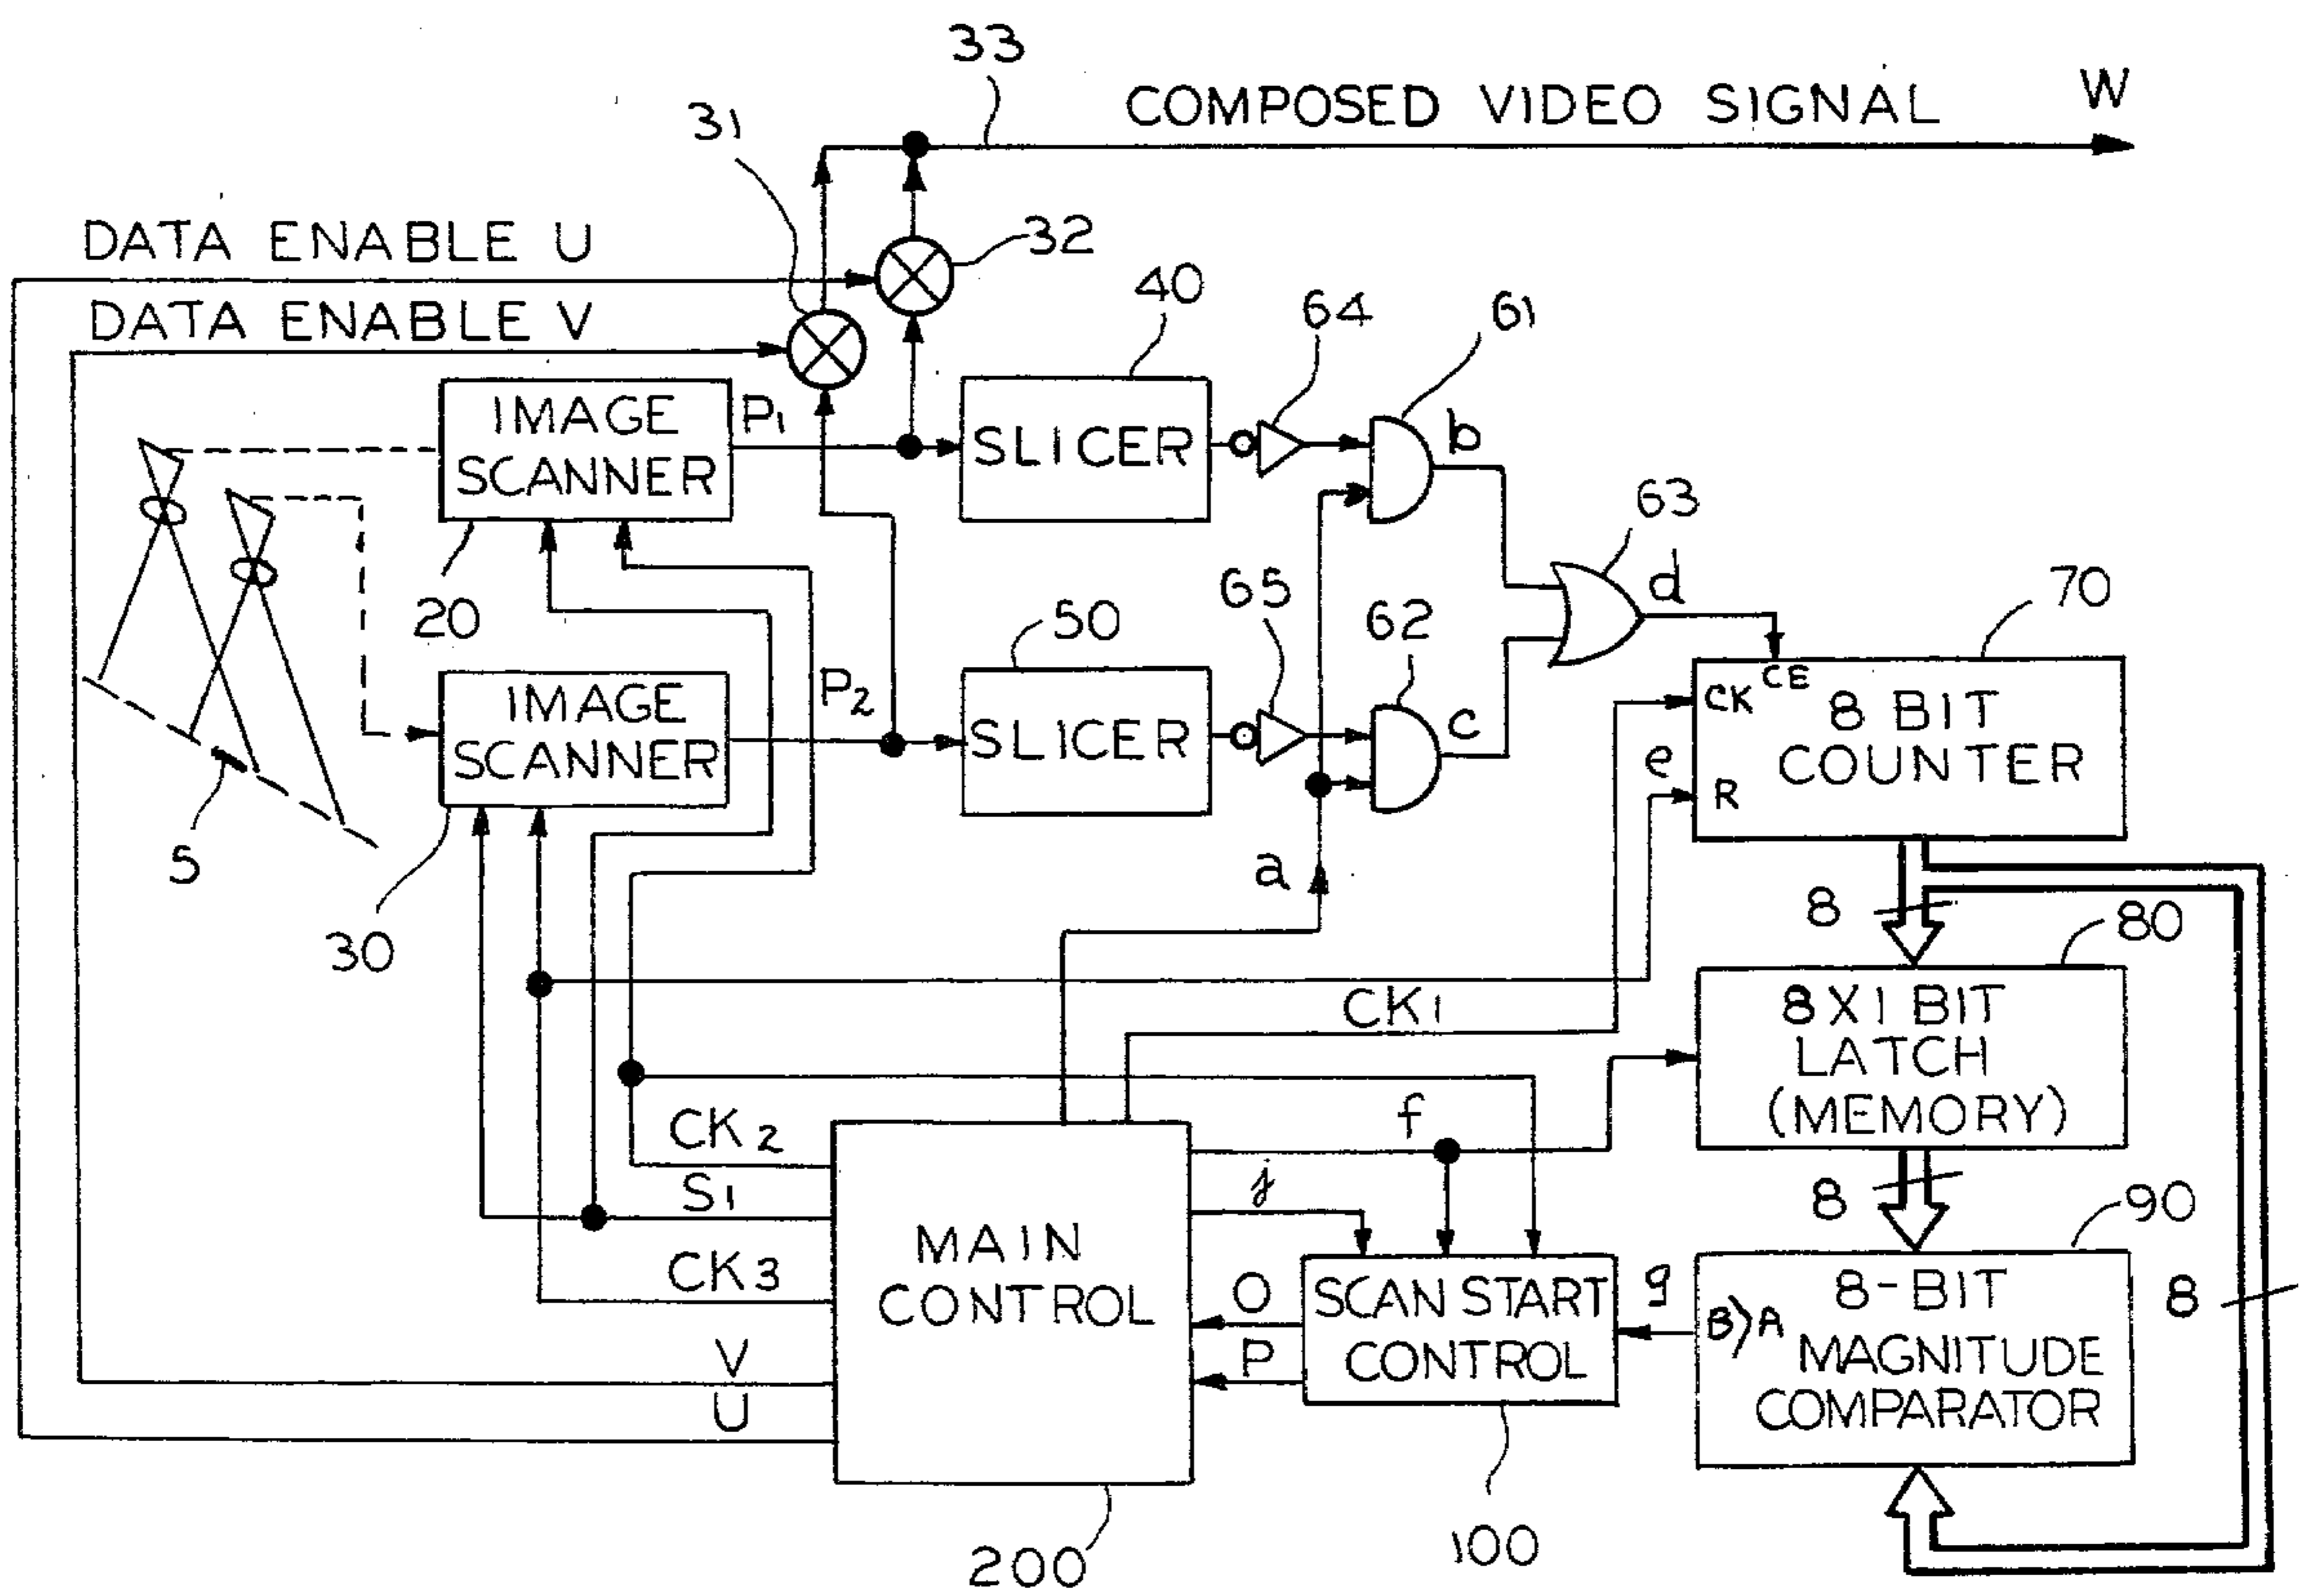 33
COMPOSED VIDEO SIGNAL W
31
DATA ENABLE U
32
DATA ENABLE V
40
64
61
IMAGE
SCANNER
P1
SLICER
b
63
d
20
65
50
62
70
IMAGE
SCANNER
P2
SLICER
c
CK
CE
8 BIT
COUNTER
e
R
5
30
a
8
80
CK1
8X1 BIT
LATCH
(MEMORY)
CK2
f
S1
j
8
90
CK3
MAIN
CONTROL
O
P
SCAN START
CONTROL
g
B>A
8-BIT
MAGNITUDE
COMPARATOR
8
V
U
200
100